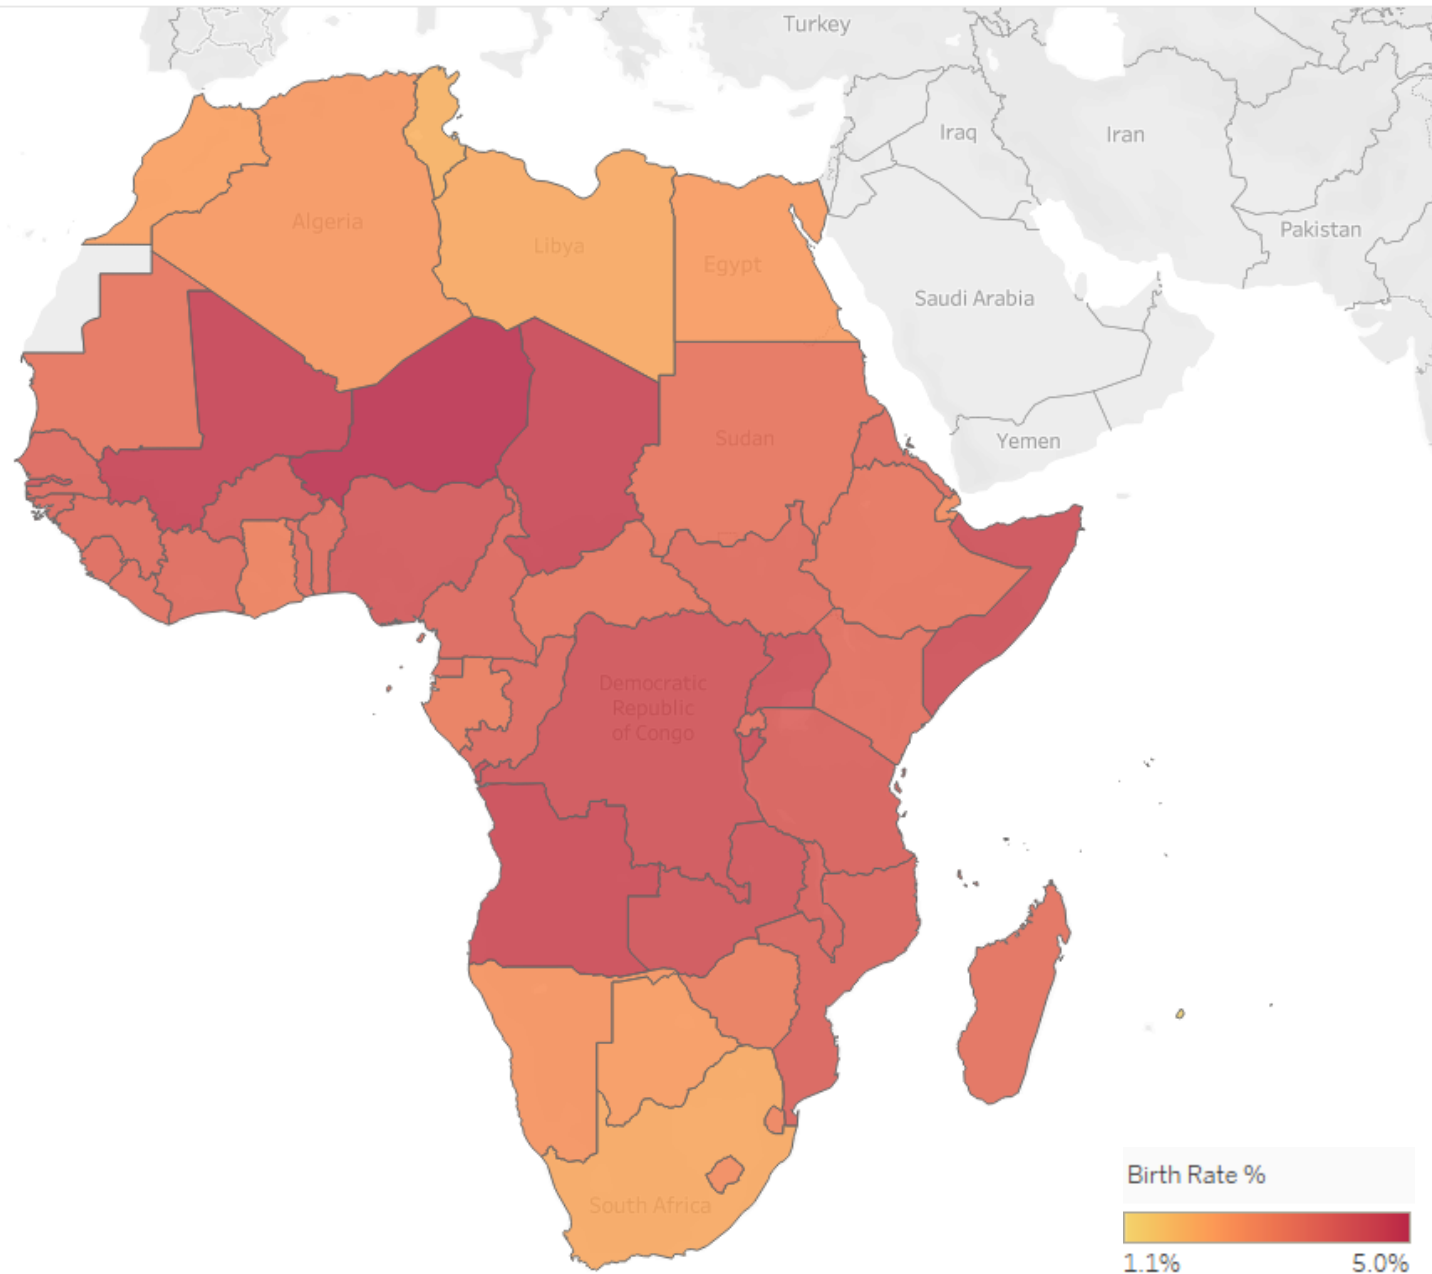 Turkey
Iraq
Iran
Algeria
Libya
Egypt
Pakistan
Saudi Arabia
Sudan
Yemen
Democratic
Republic
of Congo
South Africa
Birth Rate %
1.1%
5.0%